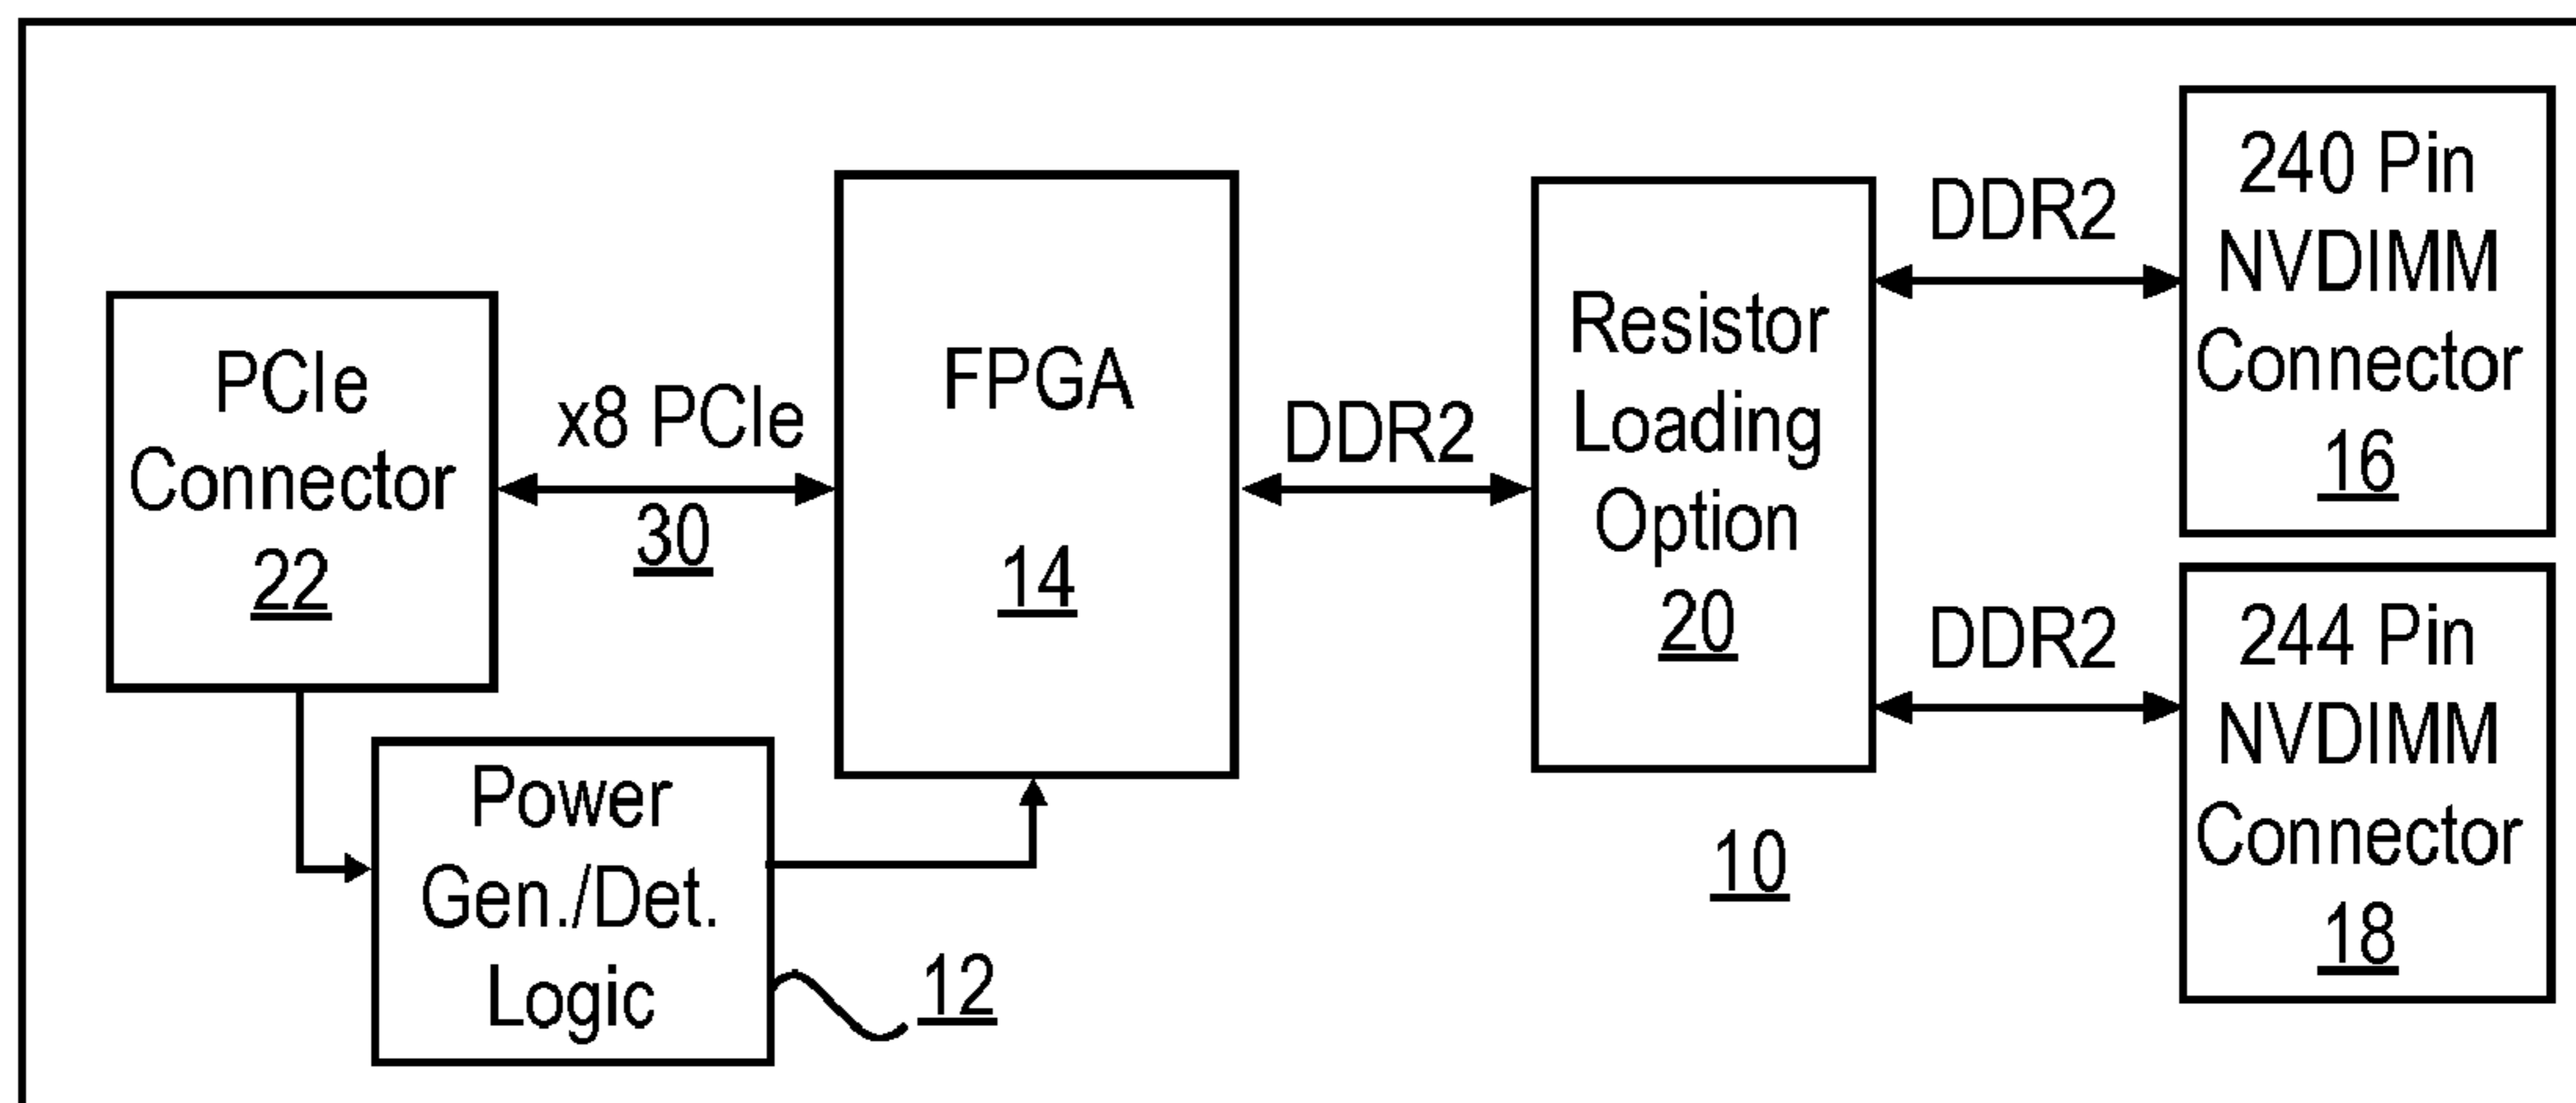 PCIe
Connector
22
x8 PCIe
30
FPGA
14
Power
Gen./Det.
Logic
12
DDR2
Resistor
Loading
Option
20
10
DDR2
240 Pin
NVDIMM
Connector
16
DDR2
244 Pin
NVDIMM
Connector
18